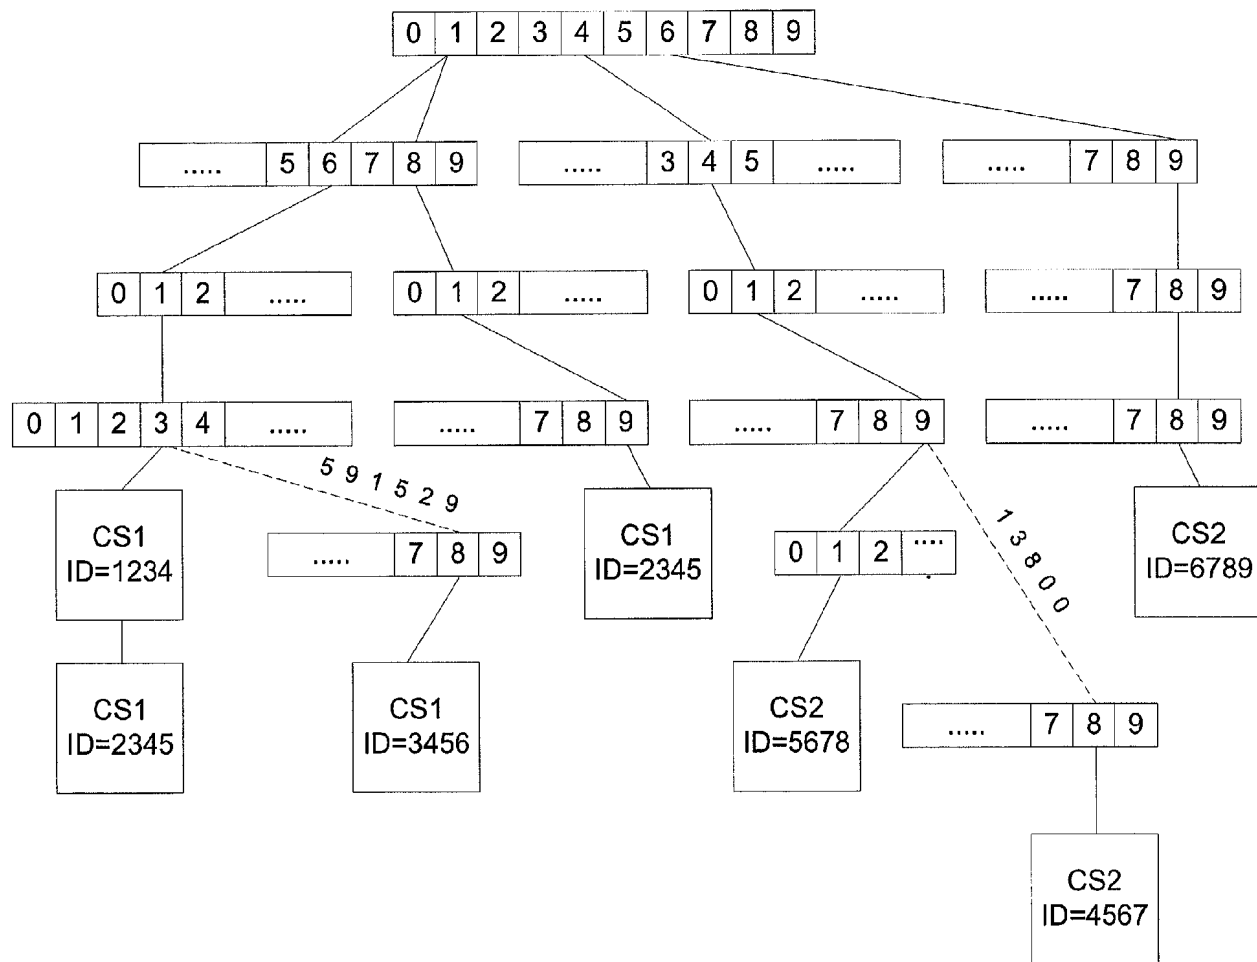 0 1 2 3 4 5 6 7 8 9
..... 5 6 7 8 9
..... 3 4 5 .....
..... 7 8 9
0 1 2 .....
0 1 2 .....
0 1 2 .....
..... 7 8 9
0 1 2 3 4 .....
..... 7 8 9
..... 7 8 9
..... 7 8 9
5 9 1 5 2 9
CS1
ID=1234
..... 7 8 9
CS1
ID=2345
0 1 2 ....
1 3 8 0 0
CS2
ID=6789
CS1
ID=2345
CS1
ID=3456
CS2
ID=5678
..... 7 8 9
CS2
ID=4567